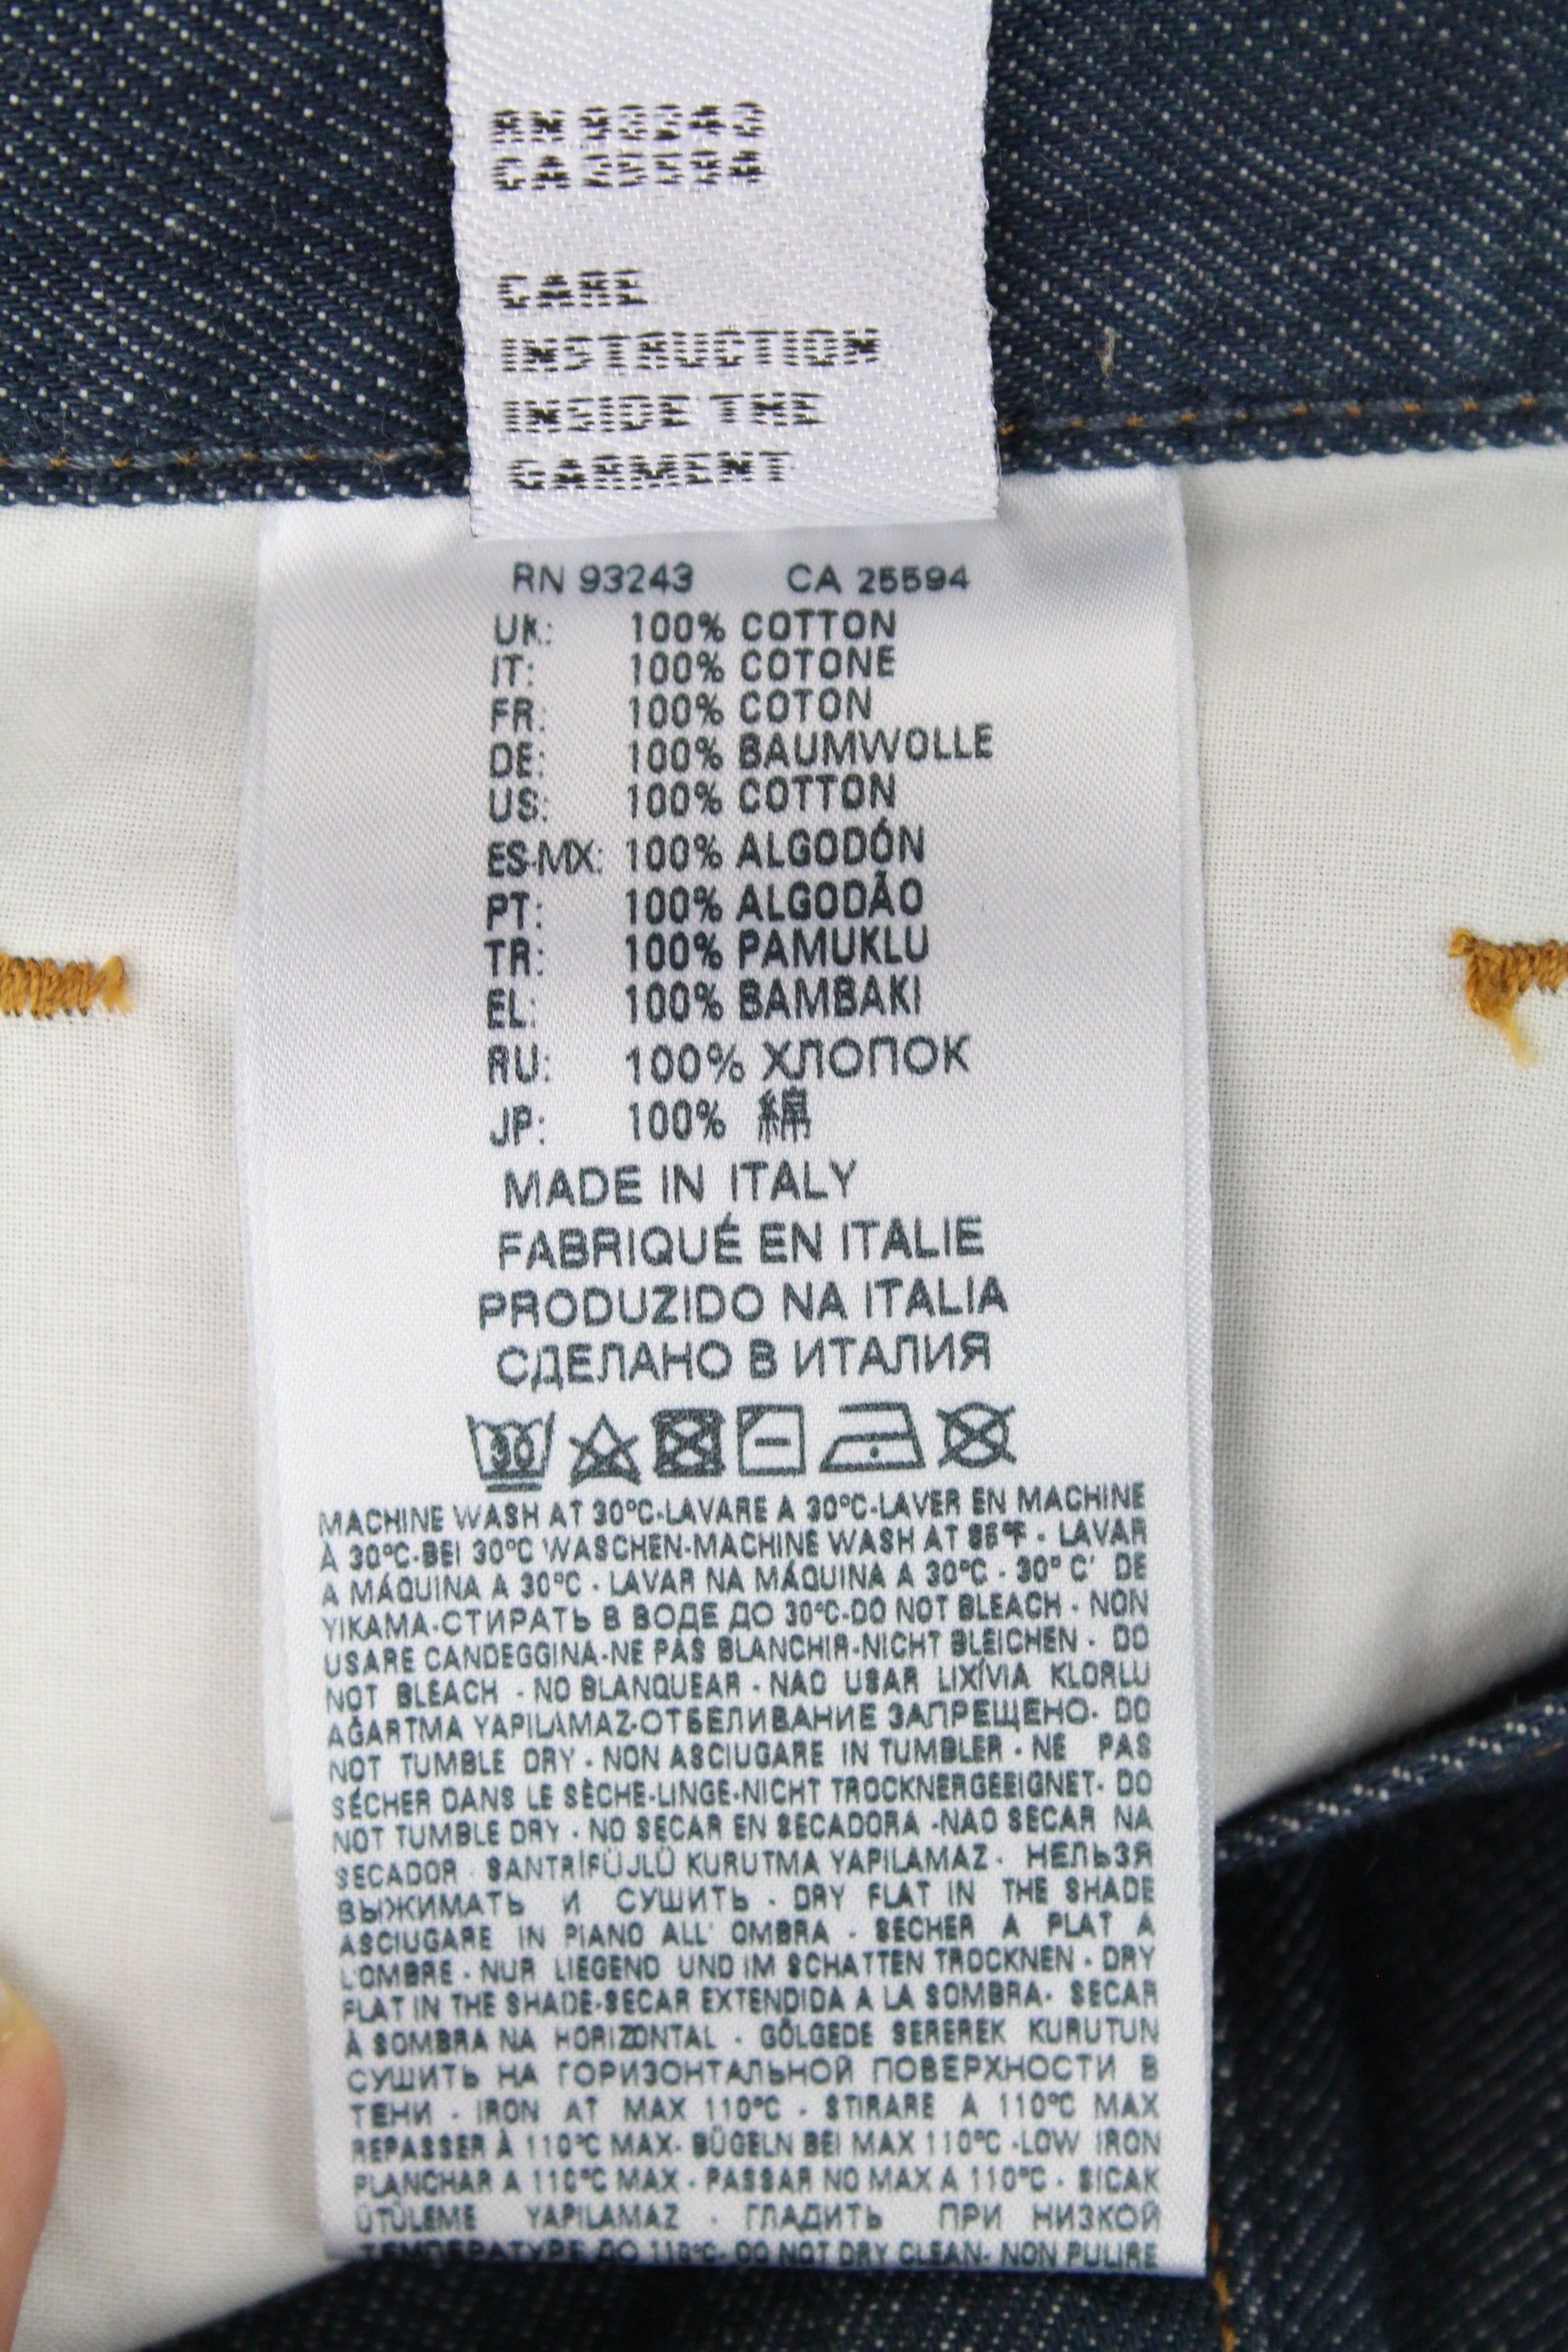 RN 93243
CA 25594
CARE
INSTRUCTION
INSIDE THE
GARMENT
RN 93243 CA 25594
UK: 100% COTTON
IT: 100% COTONE
FR: 100% COTON
DE: 100% BAUMWOLLE
US: 100% COTTON
ES-MX: 100% ALGODÓN
PT: 100% ALGODÃO
TR: 100% PAMUKLU
EL: 100% BAMBAKI
RU: 100% ХЛОПОК
JP: 100% 綿
MADE IN ITALY
FABRIQUÉ EN ITALIE
PRODUZIDO NA ITALIA
СДЕЛАНО В ИТАЛИЯ
30
MACHINE WASH AT 30°C-LAVARE A 30°C-LAVER EN MACHINE
À 30°C-BEI 30°C WASCHEN-MACHINE WASH AT 85°F - LAVAR
A MÁQUINA A 30°C - LAVAR NA MÁQUINA A 30°C - 30° C' DE
YIKAMA-СТИРАТЬ В ВОДЕ ДО 30°C-DO NOT BLEACH - NON
USARE CANDEGGINA-NE PAS BLANCHIR-NICHT BLEICHEN - DO
NOT BLEACH - NO BLANQUEAR - NAO USAR LIXÍVIA KLORLU
AĞARTMA YAPILAMAZ-ОТБЕЛИВАНИЕ ЗАПРЕЩЕНО- DO
NOT TUMBLE DRY - NON ASCIUGARE IN TUMBLER - NE PAS
SÉCHER DANS LE SÈCHE-LINGE-NICHT TROCKNERGEEIGNET- DO
NOT TUMBLE DRY - NO SECAR EN SECADORA -NAO SECAR NA
SECADOR - SANTRİFÜJLÜ KURUTMA YAPILAMAZ - НЕЛЬЗЯ
ВЫЖИМАТЬ И СУШИТЬ - DRY FLAT IN THE SHADE
ASCIUGARE IN PIANO ALL' OMBRA - SECHER A PLAT A
L'OMBRE - NUR LIEGEND UND IM SCHATTEN TROCKNEN - DRY
FLAT IN THE SHADE-SECAR EXTENDIDA A LA SOMBRA- SECAR
À SOMBRA NA HORIZONTAL - GÖLGEDE SEREREK KURUTUN
СУШИТЬ НА ГОРИЗОНТАЛЬНОЙ ПОВЕРХНОСТИ В
ТЕНИ - IRON AT MAX 110°C - STIRARE A 110°C MAX
REPASSER À 110°C MAX- BÜGELN BEI MAX 110°C -LOW IRON
PLANCHAR A 110°C MAX - PASSAR NO MAX A 110°C - SICAK
ÜTÜLEME YAPILAMAZ - ГЛАДИТЬ ПРИ НИЗКОЙ
ТЕМПЕРАТУРЕ ДО 110°C- DO NOT DRY CLEAN- NON PULIRE